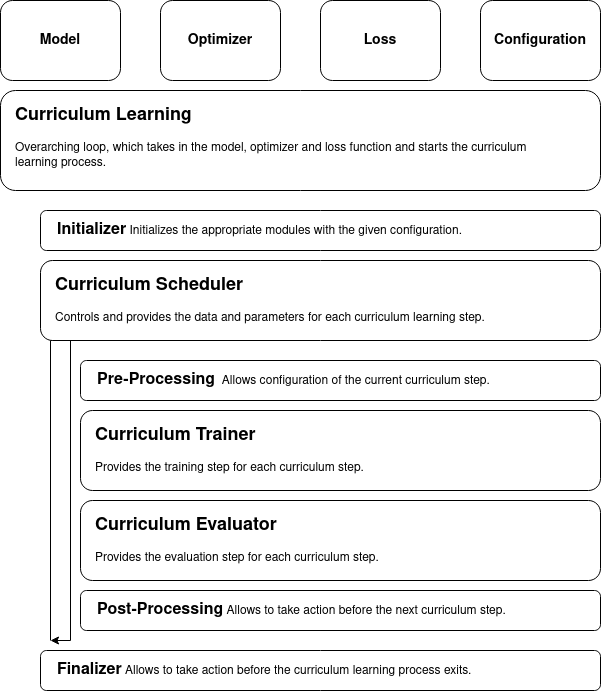 Model
Optimizer
Loss
Configuration
Curriculum Learning
Overarching loop, which takes in the model, optimizer and loss function and starts the curriculum
learning process.
Initializer Initializes the appropriate modules with the given configuration.
Curriculum Scheduler
Controls and provides the data and parameters for each curriculum learning step.
Pre-Processing Allows configuration of the current curriculum step.
Curriculum Trainer
Provides the training step for each curriculum step.
Curriculum Evaluator
Provides the evaluation step for each curriculum step.
Post-Processing Allows to take action before the next curriculum step.
Finalizer Allows to take action before the curriculum learning process exits.